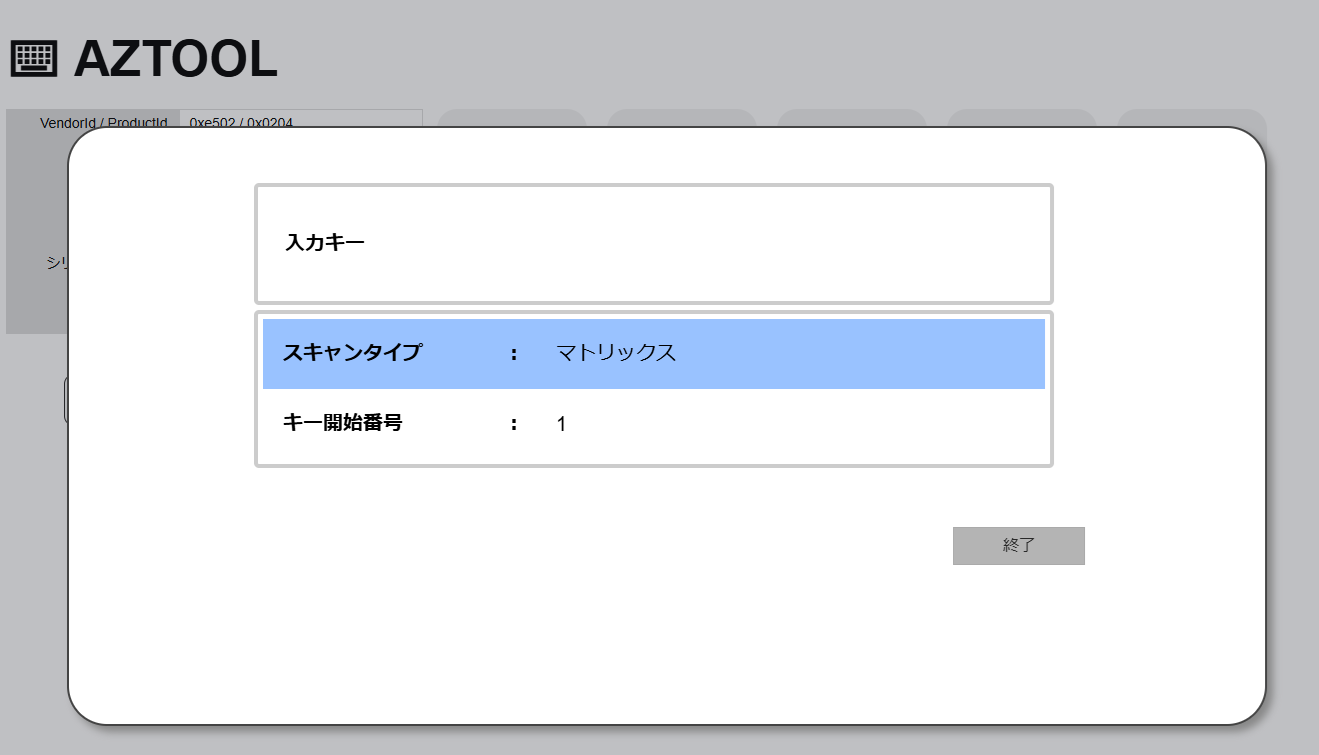 AZTOOL
VendorId / ProductId 0xe502 / 0x0204
シリ
入力キー
スキャンタイプ : マトリックス
キー開始番号 : 1
終了